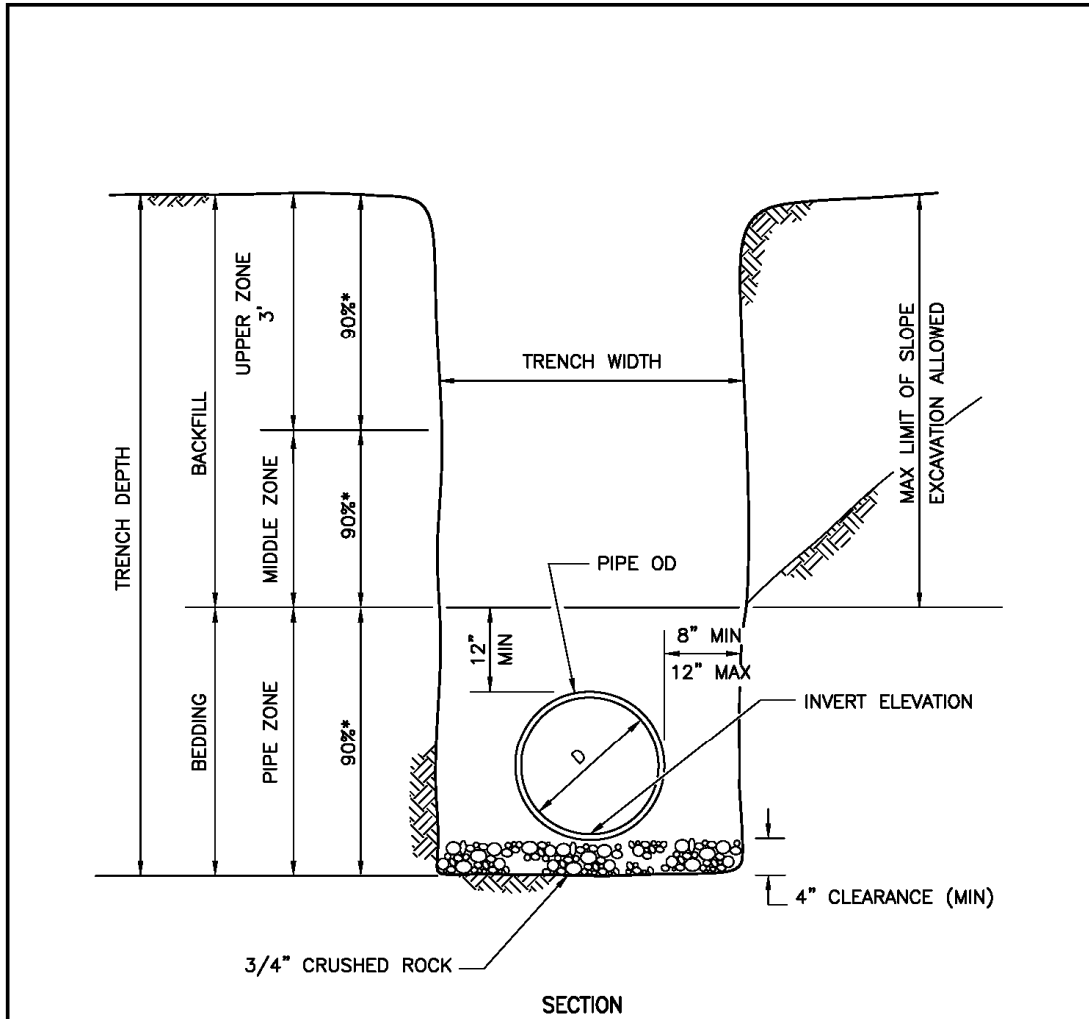 TRENCH DEPTH
BACKFILL
UPPER ZONE
3'
90%*
TRENCH WIDTH
MAX LIMIT OF SLOPE
EXCAVATION ALLOWED
MIDDLE ZONE
90%*
PIPE OD
BEDDING
PIPE ZONE
90%*
12"
MIN
8" MIN
12" MAX
INVERT ELEVATION
D
4" CLEARANCE (MIN)
3/4" CRUSHED ROCK
SECTION